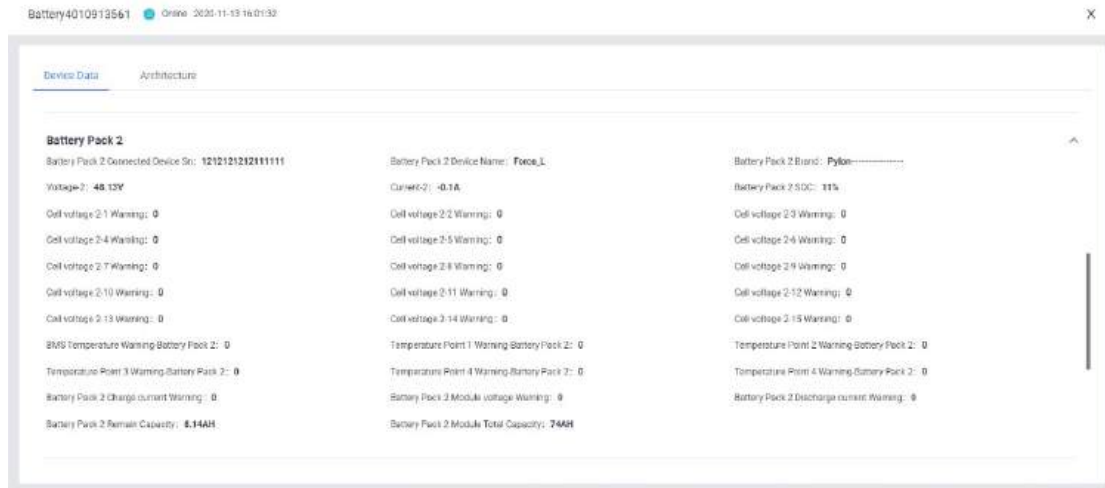 Battery4010913561 Online 2020-11-13 16:01:32 X
Device Data Architecture
Battery Pack 2
Battery Pack 2 Connected Device Sn: 1212121212111111 Battery Pack 2 Device Name: Force_L Battery Pack 2 Brand: Pylon---------------
Voltage-2: 48.13V Current-2: -0.1A Battery Pack 2 SOC: 11%
Cell voltage 2-1 Warning: 0 Cell voltage 2-2 Warning: 0 Cell voltage 2-3 Warning: 0
Cell voltage 2-4 Warning: 0 Cell voltage 2-5 Warning: 0 Cell voltage 2-6 Warning: 0
Cell voltage 2-7 Warning: 0 Cell voltage 2-8 Warning: 0 Cell voltage 2-9 Warning: 0
Cell voltage 2-10 Warning: 0 Cell voltage 2-11 Warning: 0 Cell voltage 2-12 Warning: 0
Cell voltage 2-13 Warning: 0 Cell voltage 2-14 Warning: 0 Cell voltage 2-15 Warning: 0
BMS Temperature Warning-Battery Pack 2: 0 Temperature Point 1 Warning-Battery Pack 2: 0 Temperature Point 2 Warning-Battery Pack 2: 0
Temperature Point 3 Warning-Battery Pack 2: 0 Temperature Point 4 Warning-Battery Pack 2: 0 Temperature Point 4 Warning-Battery Pack 2: 0
Battery Pack 2 Charge current Warning: 0 Battery Pack 2 Module voltage Warning: 0 Battery Pack 2 Discharge current Warning: 0
Battery Pack 2 Remain Capacity: 8.14AH Battery Pack 2 Module Total Capacity: 74AH